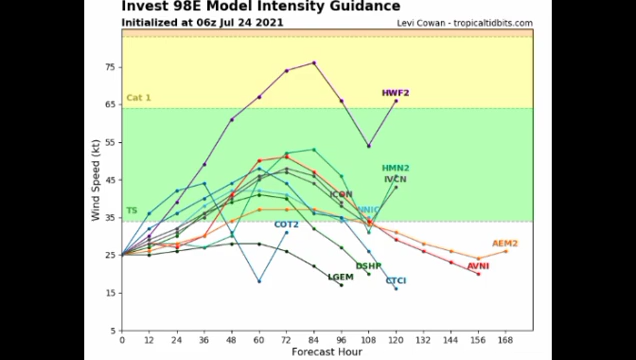 Invest 98E Model Intensity Guidance
Initialized at 06z Jul 24 2021
Levi Cowan - tropicaltidbits.com
Wind Speed (kt)
75
65
55
45
35
25
15
5
Cat 1
TS
HWF2
HMN2
IVCN
ICON
NNIC
COT2
AEM2
DSHP
AVNI
LGEM
CTCI
0 12 24 36 48 60 72 84 96 108 120 132 144 156 168
Forecast Hour